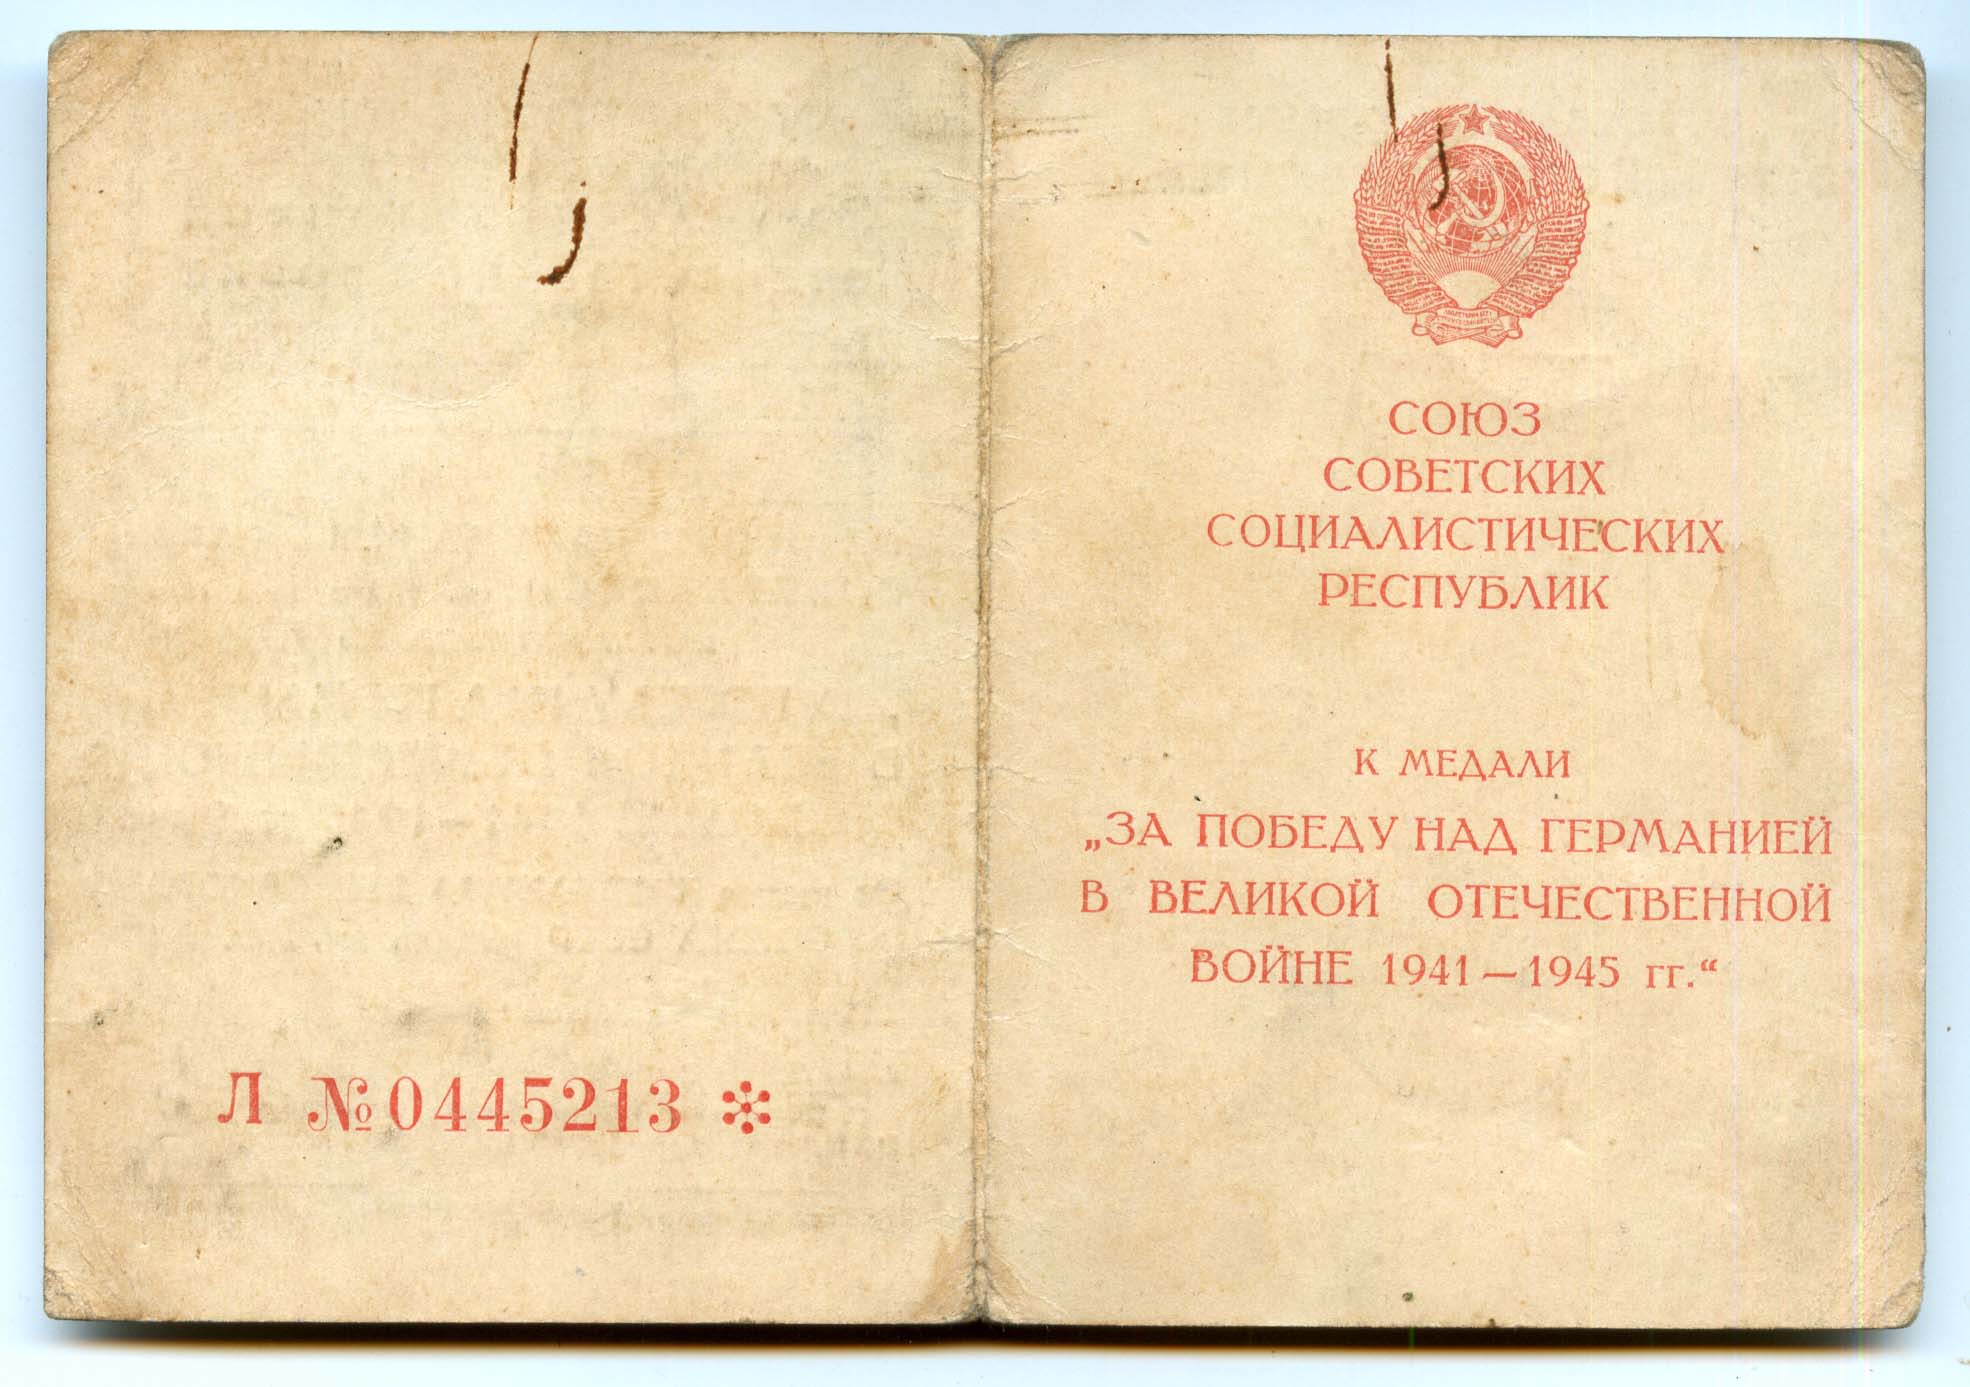 Л №0445213
СОЮЗ
СОВЕТСКИХ
СОЦИАЛИСТИЧЕСКИХ
РЕСПУБЛИК
К МЕДАЛИ
„ЗА ПОБЕДУ НАД ГЕРМАНИЕЙ
В ВЕЛИКОЙ ОТЕЧЕСТВЕННОЙ
ВОЙНЕ 1941—1945 гг.“